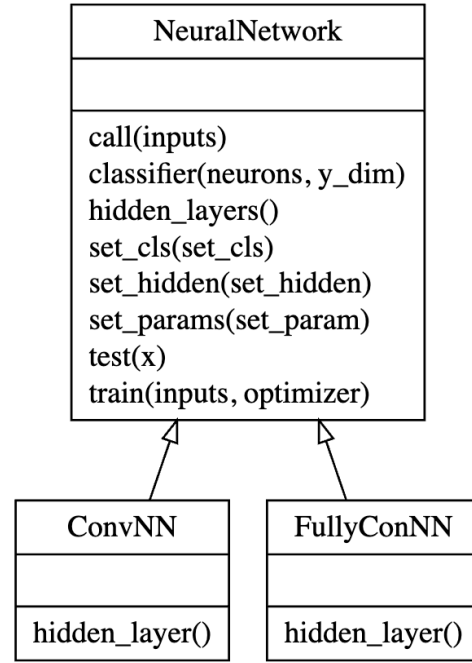 NeuralNetwork
call(inputs)
classifier(neurons, y_dim)
hidden_layers()
set_cls(set_cls)
set_hidden(set_hidden)
set_params(set_param)
test(x)
train(inputs, optimizer)
ConvNN
hidden_layer()
FullyConNN
hidden_layer()